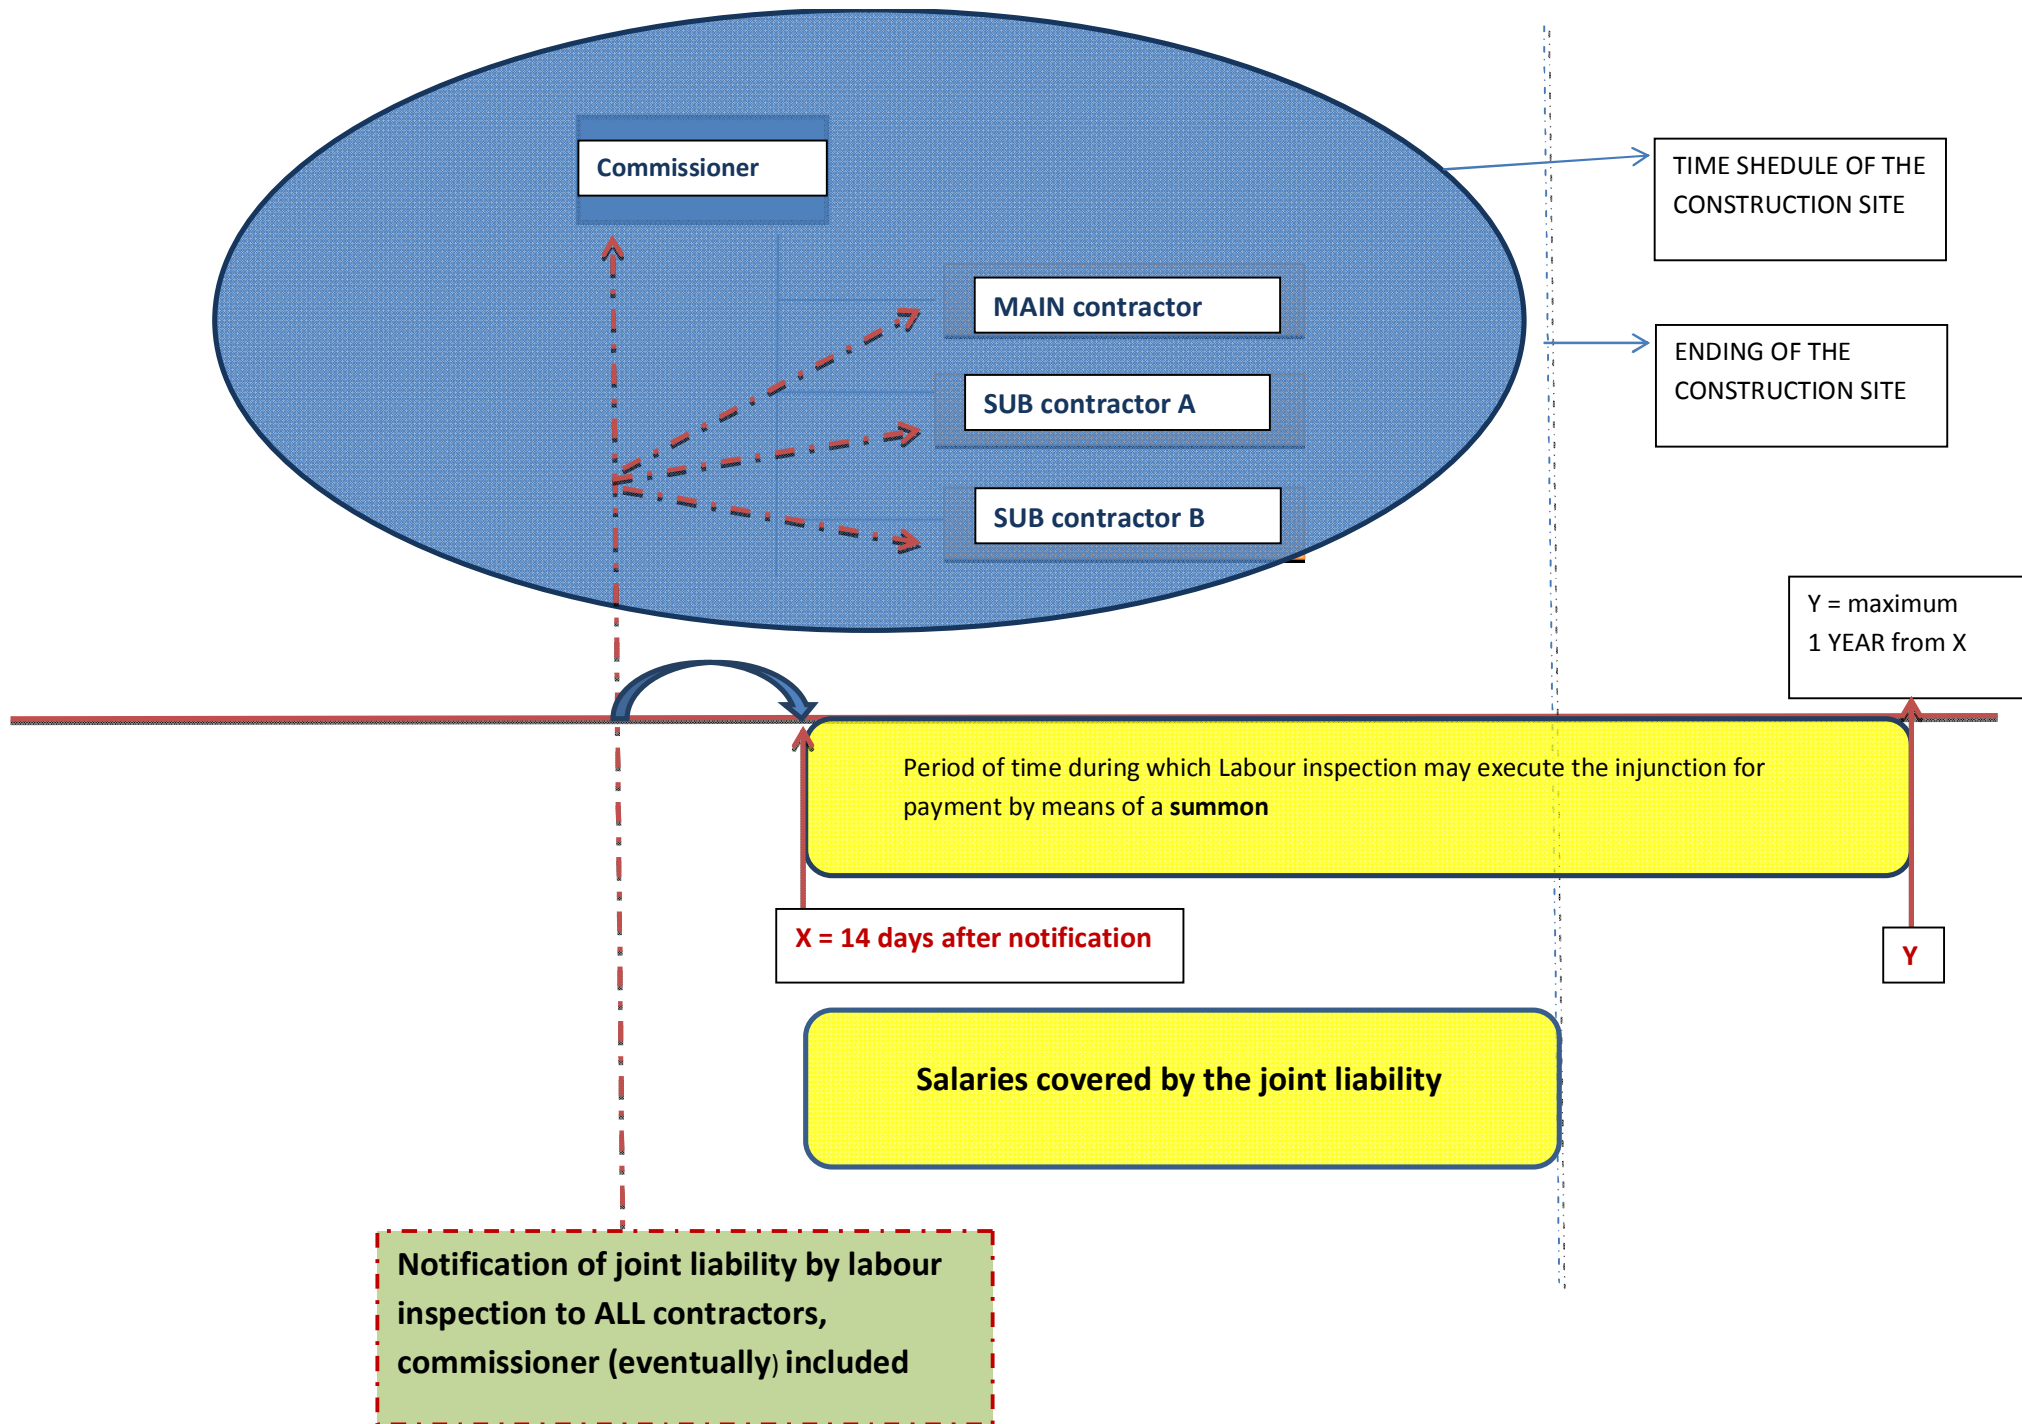 Commissioner
TIME SHEDULE OF THE
CONSTRUCTION SITE
MAIN contractor
ENDING OF THE
CONSTRUCTION SITE
SUB contractor A
SUB contractor B
Y = maximum
1 YEAR from X
Period of time during which Labour inspection may execute the injunction for
payment by means of a summon
X = 14 days after notification
Y
Salaries covered by the joint liability
Notification of joint liability by labour
inspection to ALL contractors,
commissioner (eventually) included